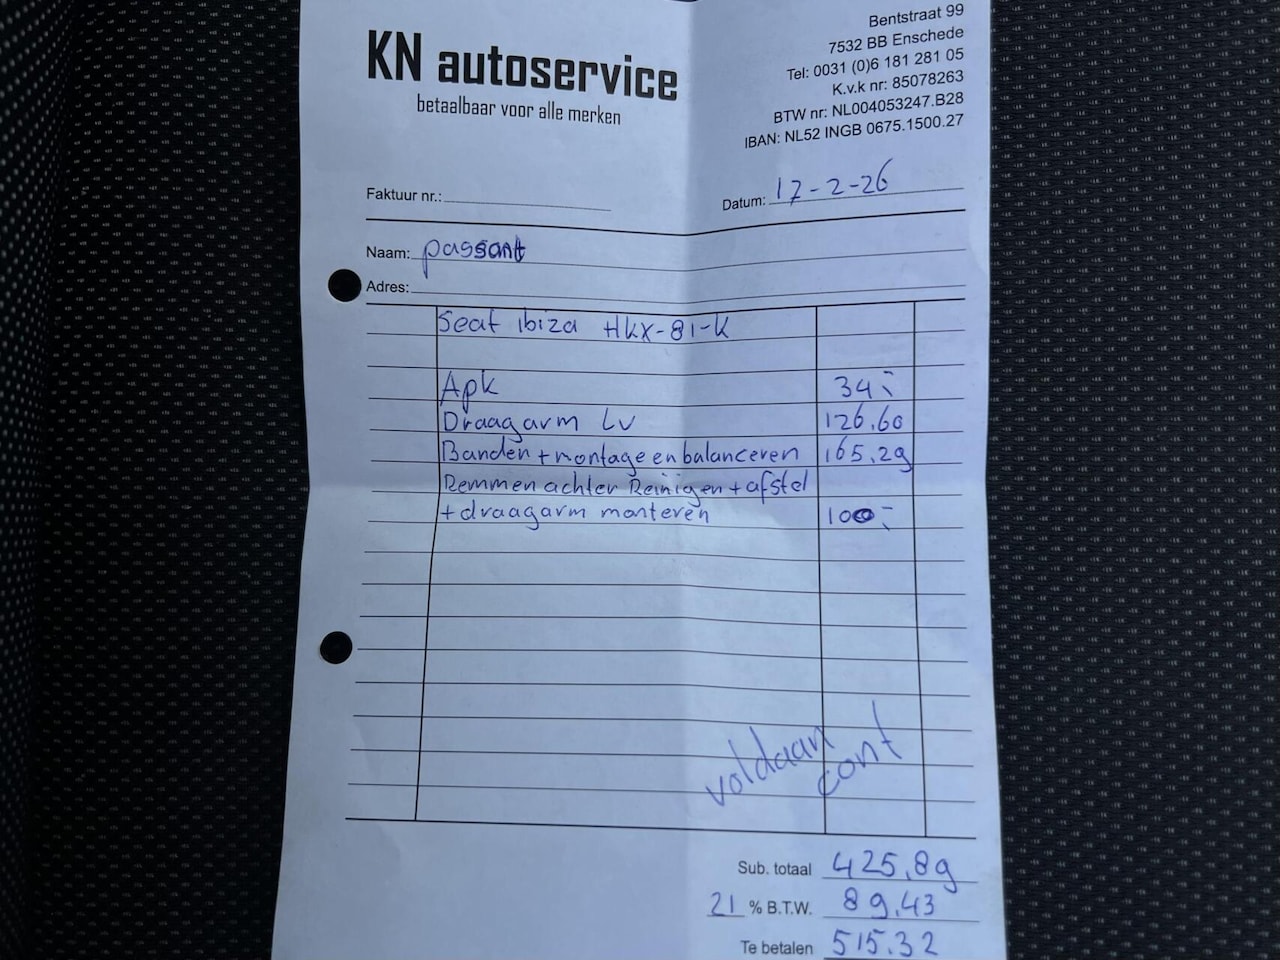 KN autoservice
betaalbaar voor alle merken
Bentstraat 99
7532 BB Enschede
Tel: 0031 (0)6 181 281 05
K.v.k nr: 85078263
BTW nr: NL004053247.B28
IBAN: NL52 INGB 0675.1500.27
Faktuur nr.:
Datum: 17-2-26
Naam: passant
Adres:
Seat ibiza HKX-81-K
Apk 34,-
Draagarm LV 126,60
Banden + montage en balanceren 165,29
Remmen achter Reinigen + afstel
+ draagarm monteren 100,-
voldaan
cont
Sub. totaal 425,89
21 % B.T.W. 89,43
Te betalen 515.32